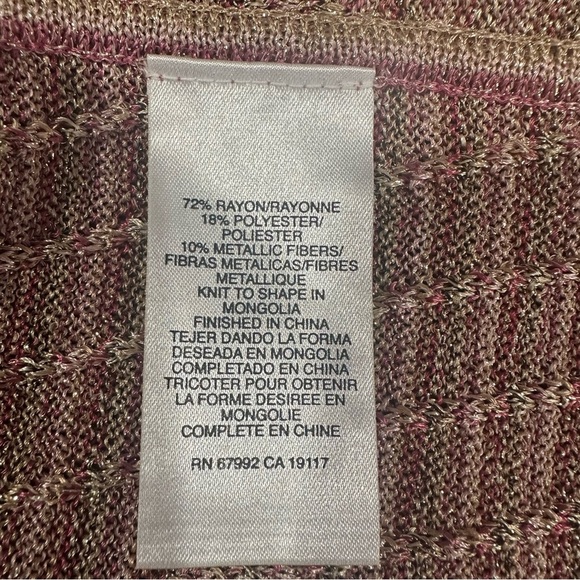 72% RAYON/RAYONNE
18% POLYESTER/
POLIESTER
10% METALLIC FIBERS/
FIBRAS METALICAS/FIBRES
METALLIQUE
KNIT TO SHAPE IN
MONGOLIA
FINISHED IN CHINA
TEJER DANDO LA FORMA
DESEADA EN MONGOLIA
COMPLETADO EN CHINA
TRICOTER POUR OBTENIR
LA FORME DESIREE EN
MONGOLIE
COMPLETE EN CHINE
RN 67992 CA 19117